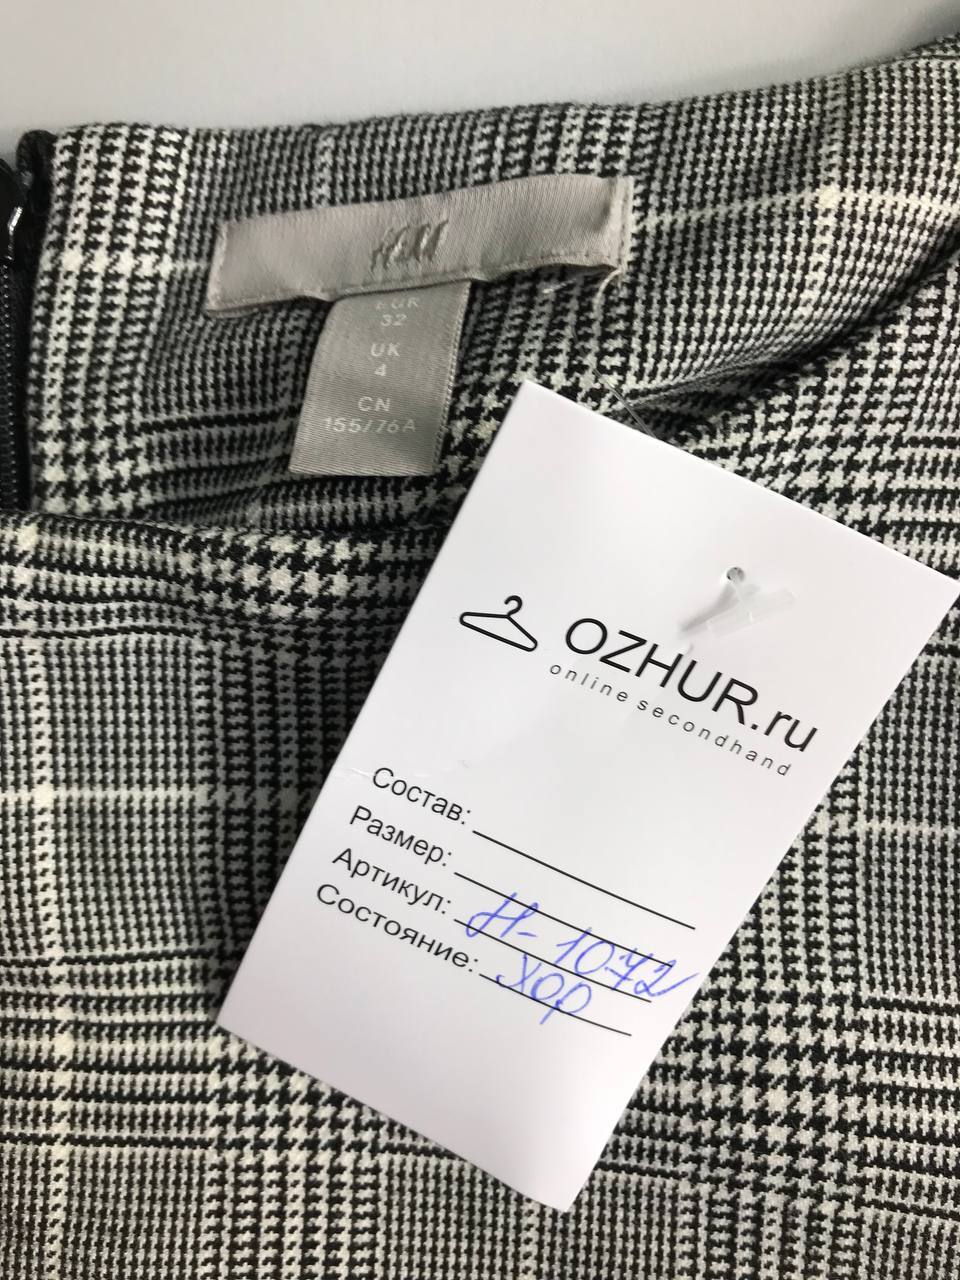 H&M
EUR
32
UK
4
CN
155/76A
OZHUR.ru
online secondhand
Состав:
Размер:
Артикул: Н-1072
Состояние: хор